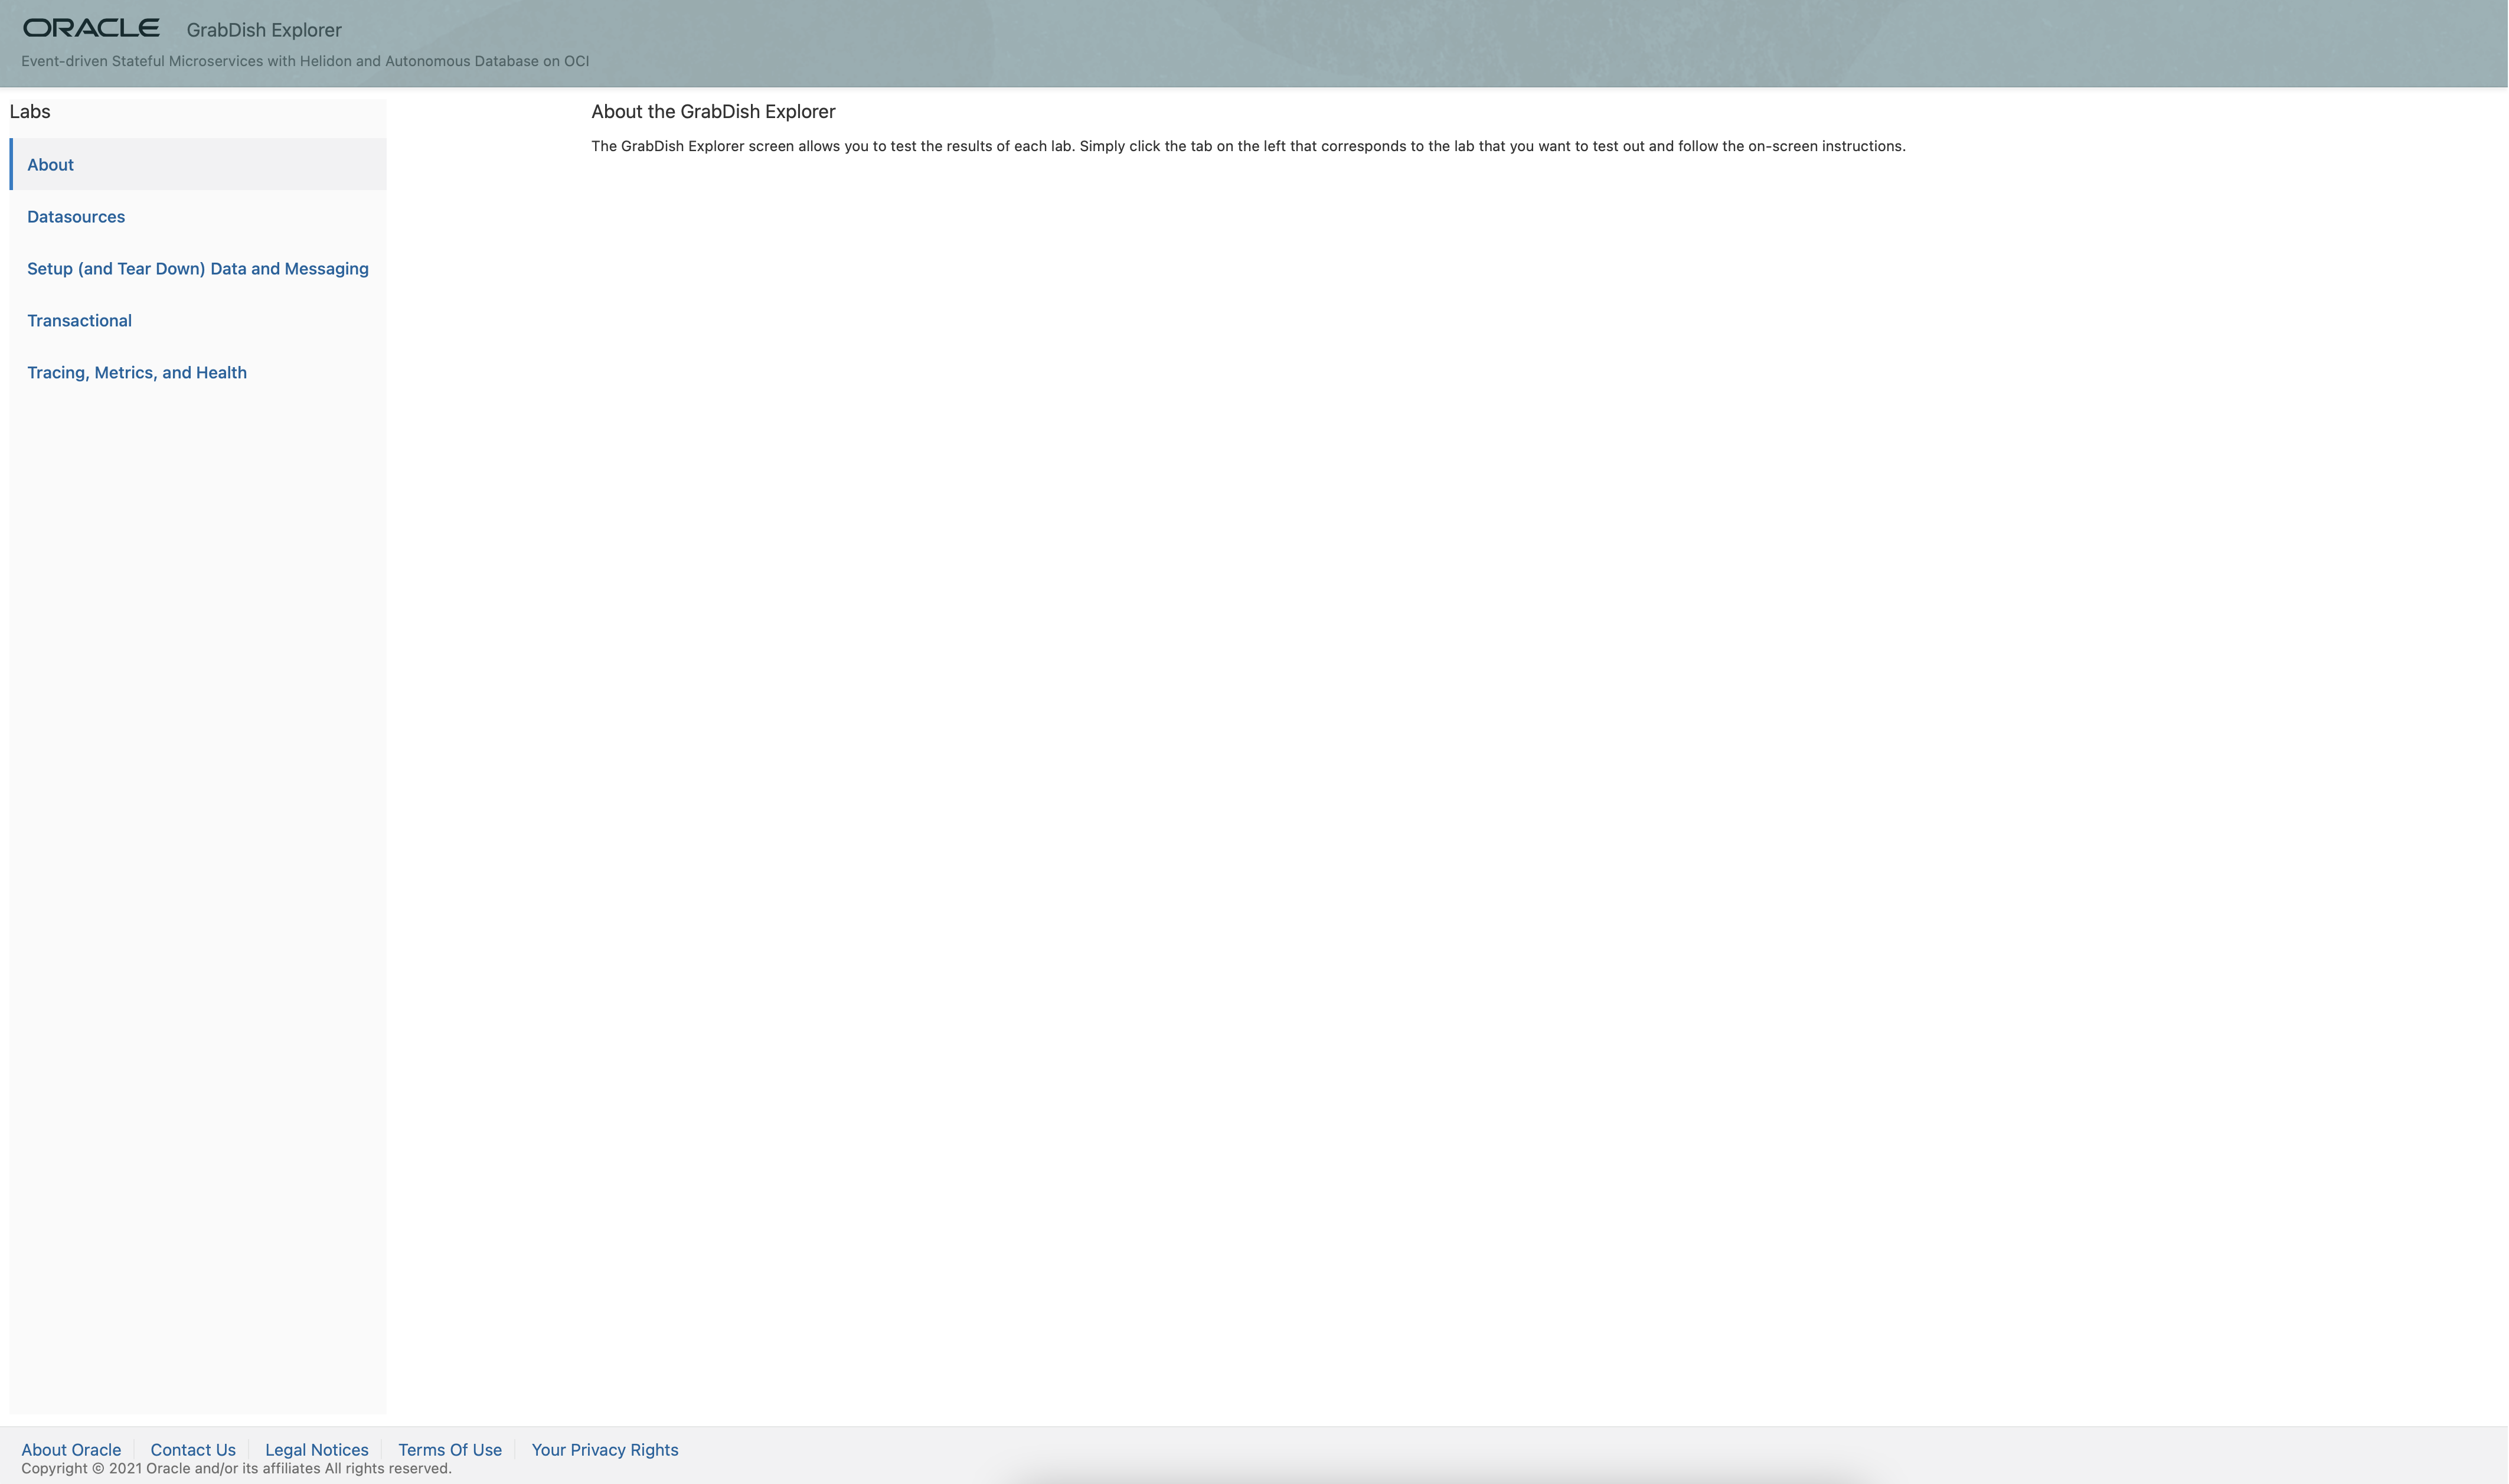 ORACLE GrabDish Explorer
Event-driven Stateful Microservices with Helidon and Autonomous Database on OCI
Labs
About
Datasources
Setup (and Tear Down) Data and Messaging
Transactional
Tracing, Metrics, and Health
About the GrabDish Explorer
The GrabDish Explorer screen allows you to test the results of each lab. Simply click the tab on the left that corresponds to the lab that you want to test out and follow the on-screen instructions.
About Oracle Contact Us Legal Notices Terms Of Use Your Privacy Rights
Copyright © 2021 Oracle and/or its affiliates All rights reserved.